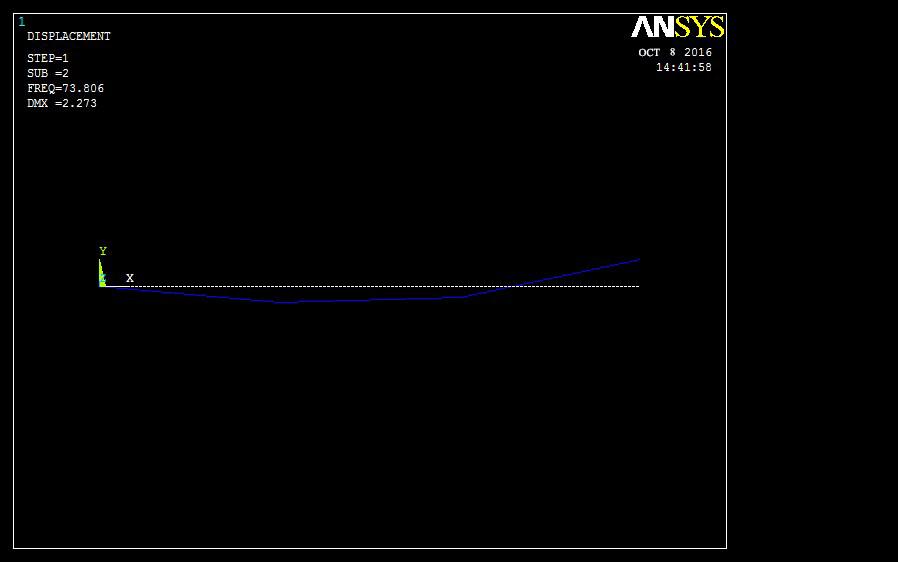 1
DISPLACEMENT
STEP=1
SUB =2
FREQ=73.806
DMX =2.273
ANSYS
OCT 8 2016
14:41:58
Y
Z
X